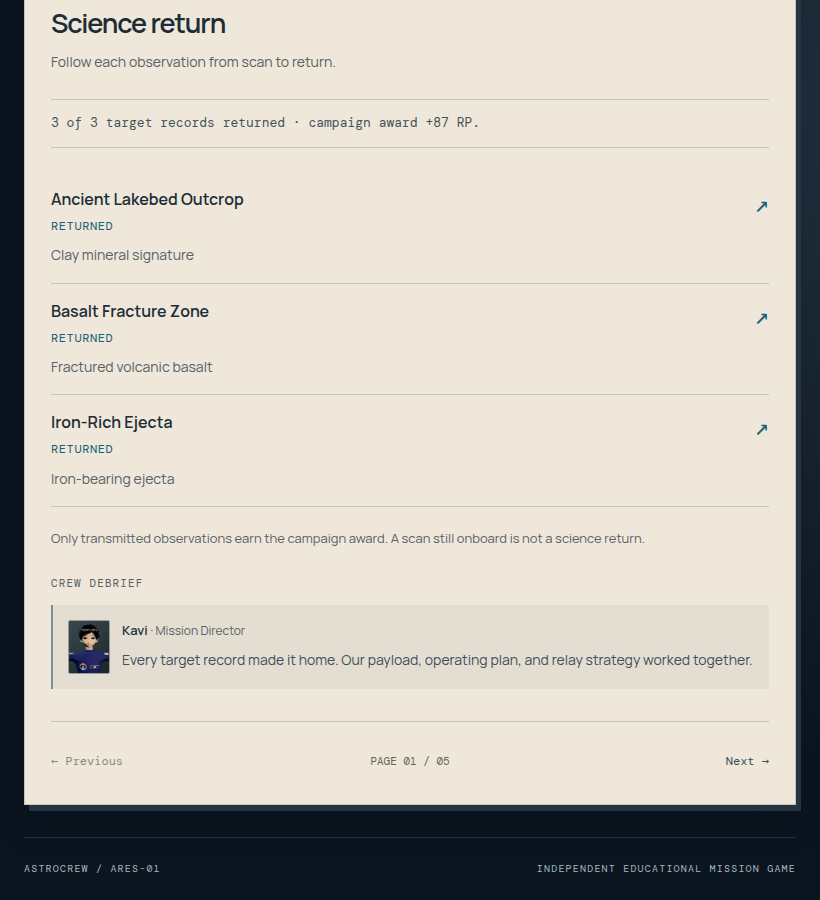 Science return
Follow each observation from scan to return.
3 of 3 target records returned · campaign award +87 RP.
Ancient Lakebed Outcrop
↗
RETURNED
Clay mineral signature
Basalt Fracture Zone
↗
RETURNED
Fractured volcanic basalt
Iron-Rich Ejecta
↗
RETURNED
Iron-bearing ejecta
Only transmitted observations earn the campaign award. A scan still onboard is not a science return.
CREW DEBRIEF
Kavi · Mission Director
Every target record made it home. Our payload, operating plan, and relay strategy worked together.
← Previous
PAGE 01 / 05
Next →
ASTROCREW / ARES-01
INDEPENDENT EDUCATIONAL MISSION GAME